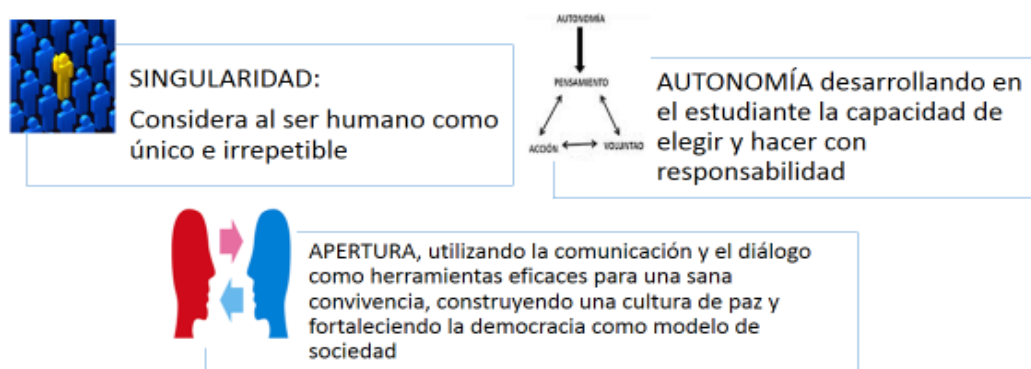 SINGULARIDAD:
Considera al ser humano como
único e irrepetible
AUTONOMÍA
PENSAMIENTO
ACCIÓN
VOLUNTAD
AUTONOMÍA desarrollando en
el estudiante la capacidad de
elegir y hacer con
responsabilidad
APERTURA, utilizando la comunicación y el diálogo
como herramientas eficaces para una sana
convivencia, construyendo una cultura de paz y
fortaleciendo la democracia como modelo de
sociedad